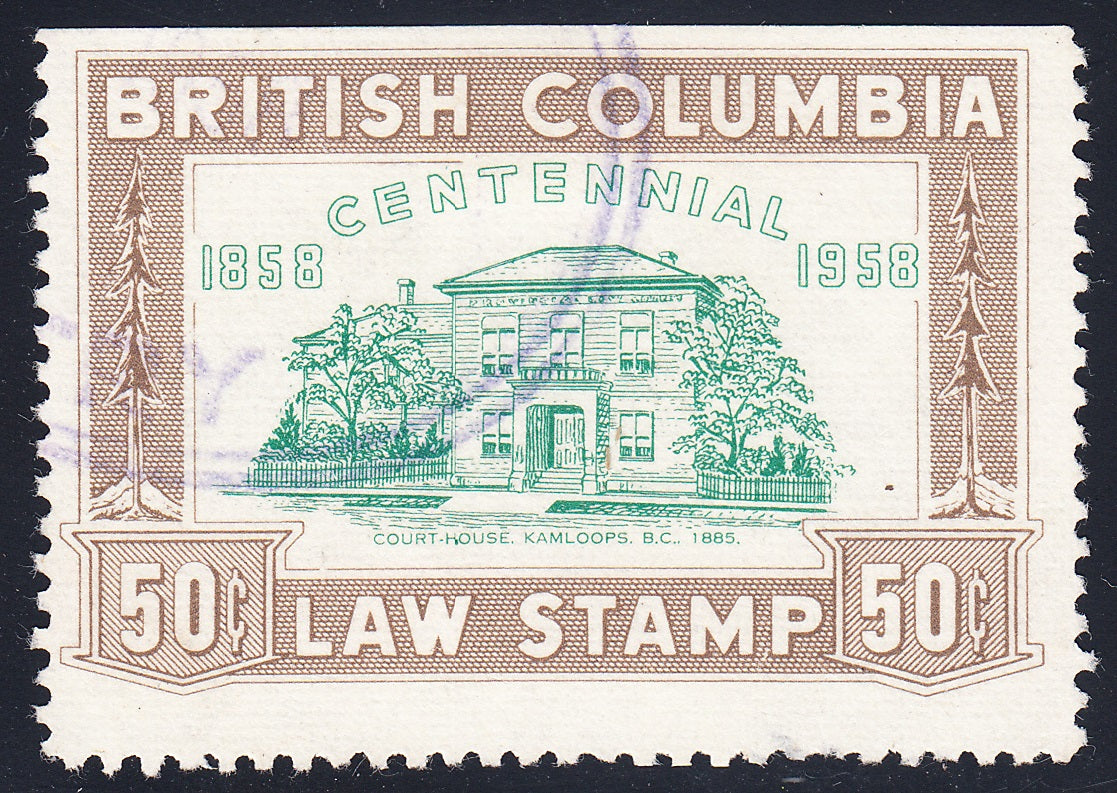 BRITISH COLUMBIA
CENTENNIAL
1858 1958
COURT-HOUSE, KAMLOOPS, B.C., 1885.
50¢ LAW STAMP 50¢